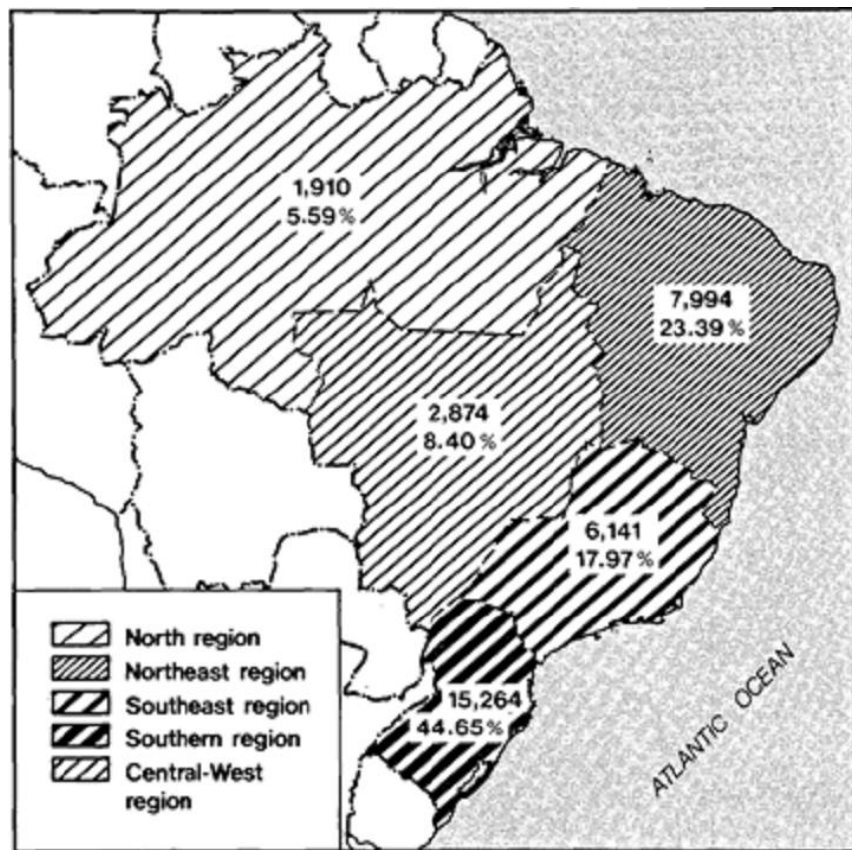 1,910
5.59%
7,994
23.39%
2,874
8.40%
6,141
17.97%
15,264
44.65%
North region
Northeast region
Southeast region
Southern region
Central-West
region
ATLANTIC OCEAN